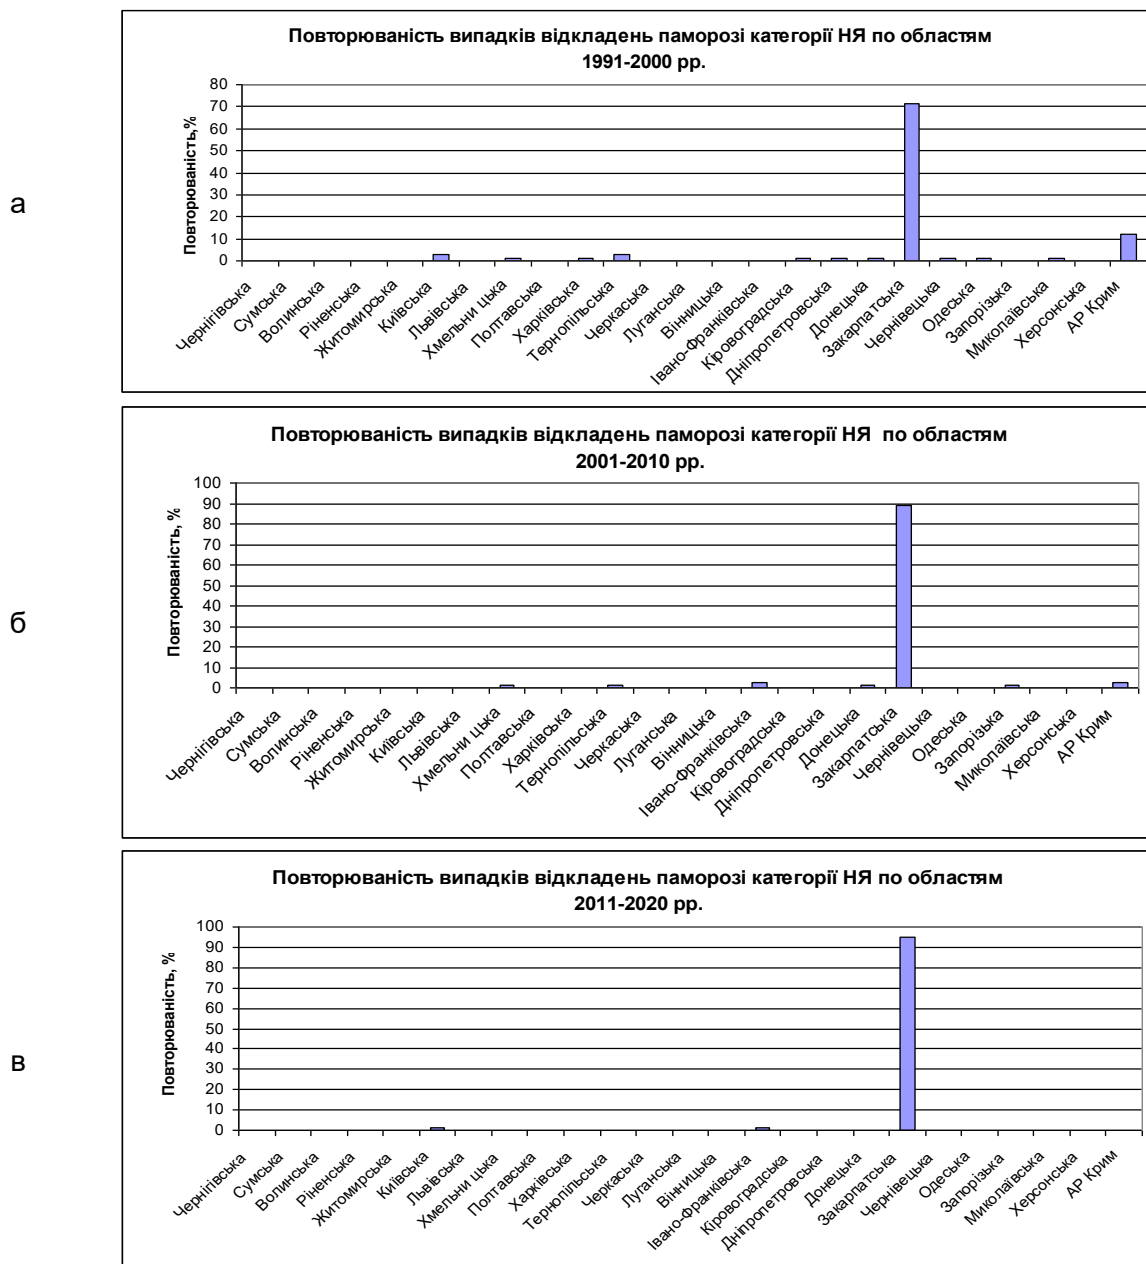 а
Повторюваність випадків відкладень паморозі категорії НЯ по областям
1991-2000 рр.
Повторюваність,%
80
70
60
50
40
30
20
10
0
Чернігівська
Сумська
Волинська
Ріненська
Житомирська
Київська
Львівська
Хмельни цька
Полтавська
Харківська
Тернопільська
Черкаська
Луганська
Вінницька
Івано-Франківська
Кіровоградська
Дніпропетровська
Донецька
Закарпатська
Чернівецька
Одеська
Запорізька
Миколаївська
Херсонська
АР Крим
б
Повторюваність випадків відкладень паморозі категорії НЯ  по областям
2001-2010 рр.
Повторюваність, %
100
90
80
70
60
50
40
30
20
10
0
Чернігівська
Сумська
Волинська
Ріненська
Житомирська
Київська
Львівська
Хмельни цька
Полтавська
Харківська
Тернопільська
Черкаська
Луганська
Вінницька
Івано-Франківська
Кіровоградська
Дніпропетровська
Донецька
Закарпатська
Чернівецька
Одеська
Запорізька
Миколаївська
Херсонська
АР Крим
в
Повторюваність випадків відкладень паморозі категорії НЯ по областям
2011-2020 рр.
Повторюваність, %
100
90
80
70
60
50
40
30
20
10
0
Чернігівська
Сумська
Волинська
Ріненська
Житомирська
Київська
Львівська
Хмельни цька
Полтавська
Харківська
Тернопільська
Черкаська
Луганська
Вінницька
Івано-Франківська
Кіровоградська
Дніпропетровська
Донецька
Закарпатська
Чернівецька
Одеська
Запорізька
Миколаївська
Херсонська
АР Крим